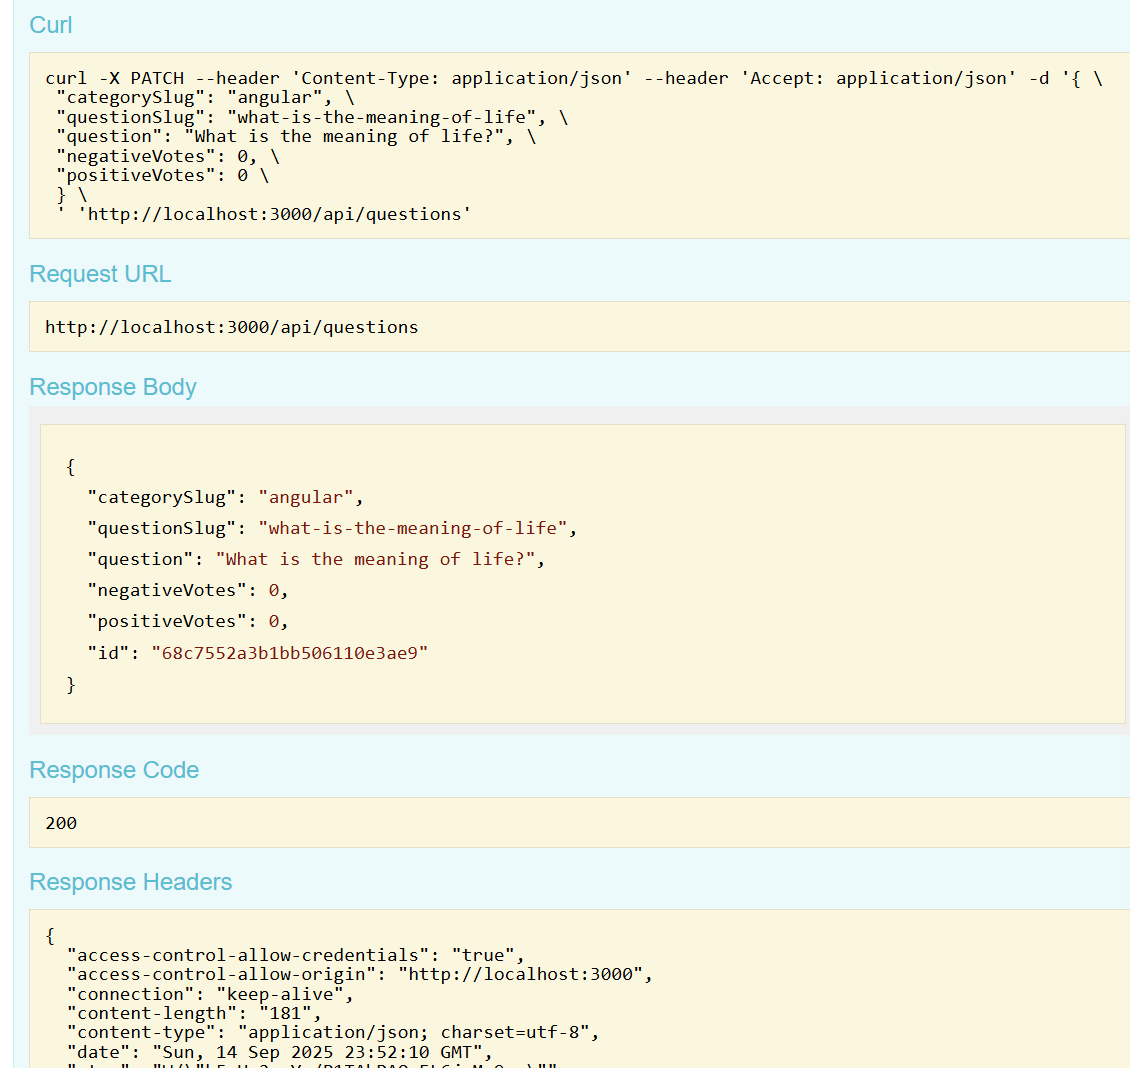 Curl
curl -X PATCH --header 'Content-Type: application/json' --header 'Accept: application/json' -d '{ \
"categorySlug": "angular", \
"questionSlug": "what-is-the-meaning-of-life", \
"question": "What is the meaning of life?", \
"negativeVotes": 0, \
"positiveVotes": 0 \
} \
' 'http://localhost:3000/api/questions'
Request URL
http://localhost:3000/api/questions
Response Body
{
"categorySlug": "angular",
"questionSlug": "what-is-the-meaning-of-life",
"question": "What is the meaning of life?",
"negativeVotes": 0,
"positiveVotes": 0,
"id": "68c7552a3b1bb506110e3ae9"
}
Response Code
200
Response Headers
{
"access-control-allow-credentials": "true",
"access-control-allow-origin": "http://localhost:3000",
"connection": "keep-alive",
"content-length": "181",
"content-type": "application/json; charset=utf-8",
"date": "Sun, 14 Sep 2025 23:52:10 GMT",